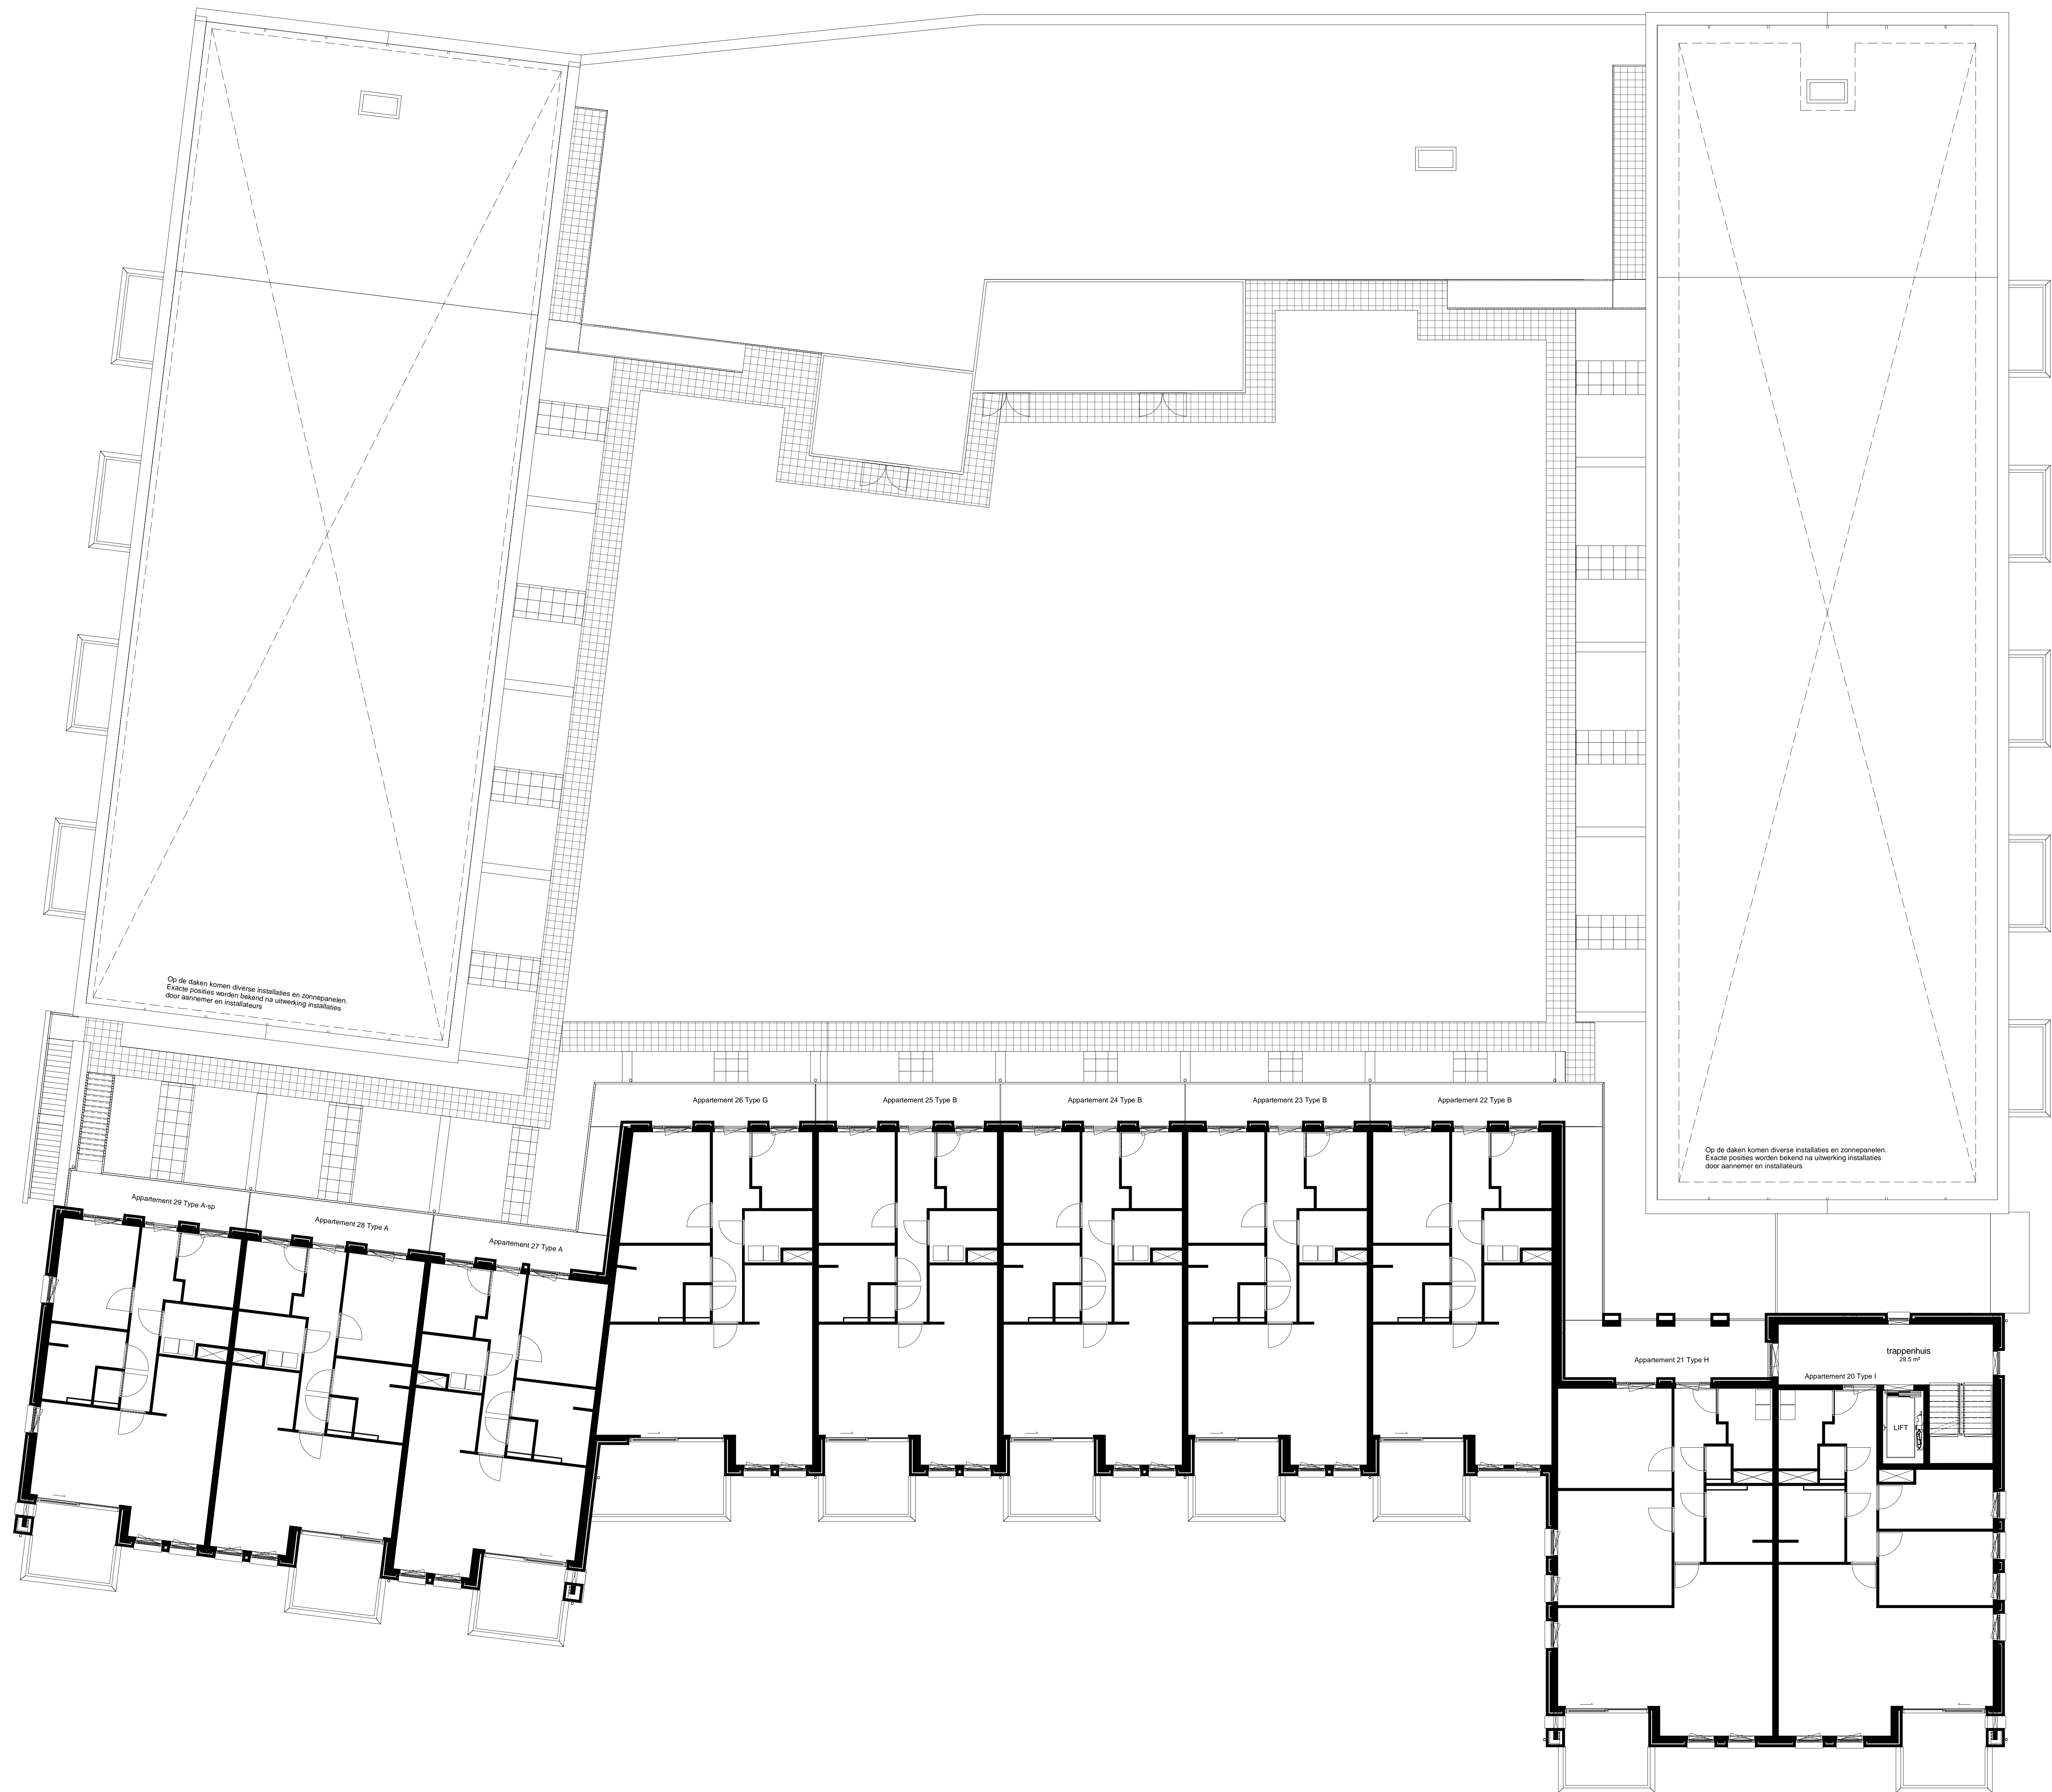 Op de daken komen diverse installaties en zonnepanelen.
Exacte posities worden bekend na uitwerking installaties
door aannemer en installateurs
Appartement 26 Type G
Appartement 25 Type B
Appartement 24 Type B
Appartement 23 Type B
Appartement 22 Type B
Op de daken komen diverse installaties en zonnepanelen.
Exacte posities worden bekend na uitwerking installaties
door aannemer en installateurs
Appartement 29 Type A-sp
Appartement 28 Type A
Appartement 27 Type A
trappenhuis
29.5 m²
Appartement 21 Type H
Appartement 20 Type I
LIFT